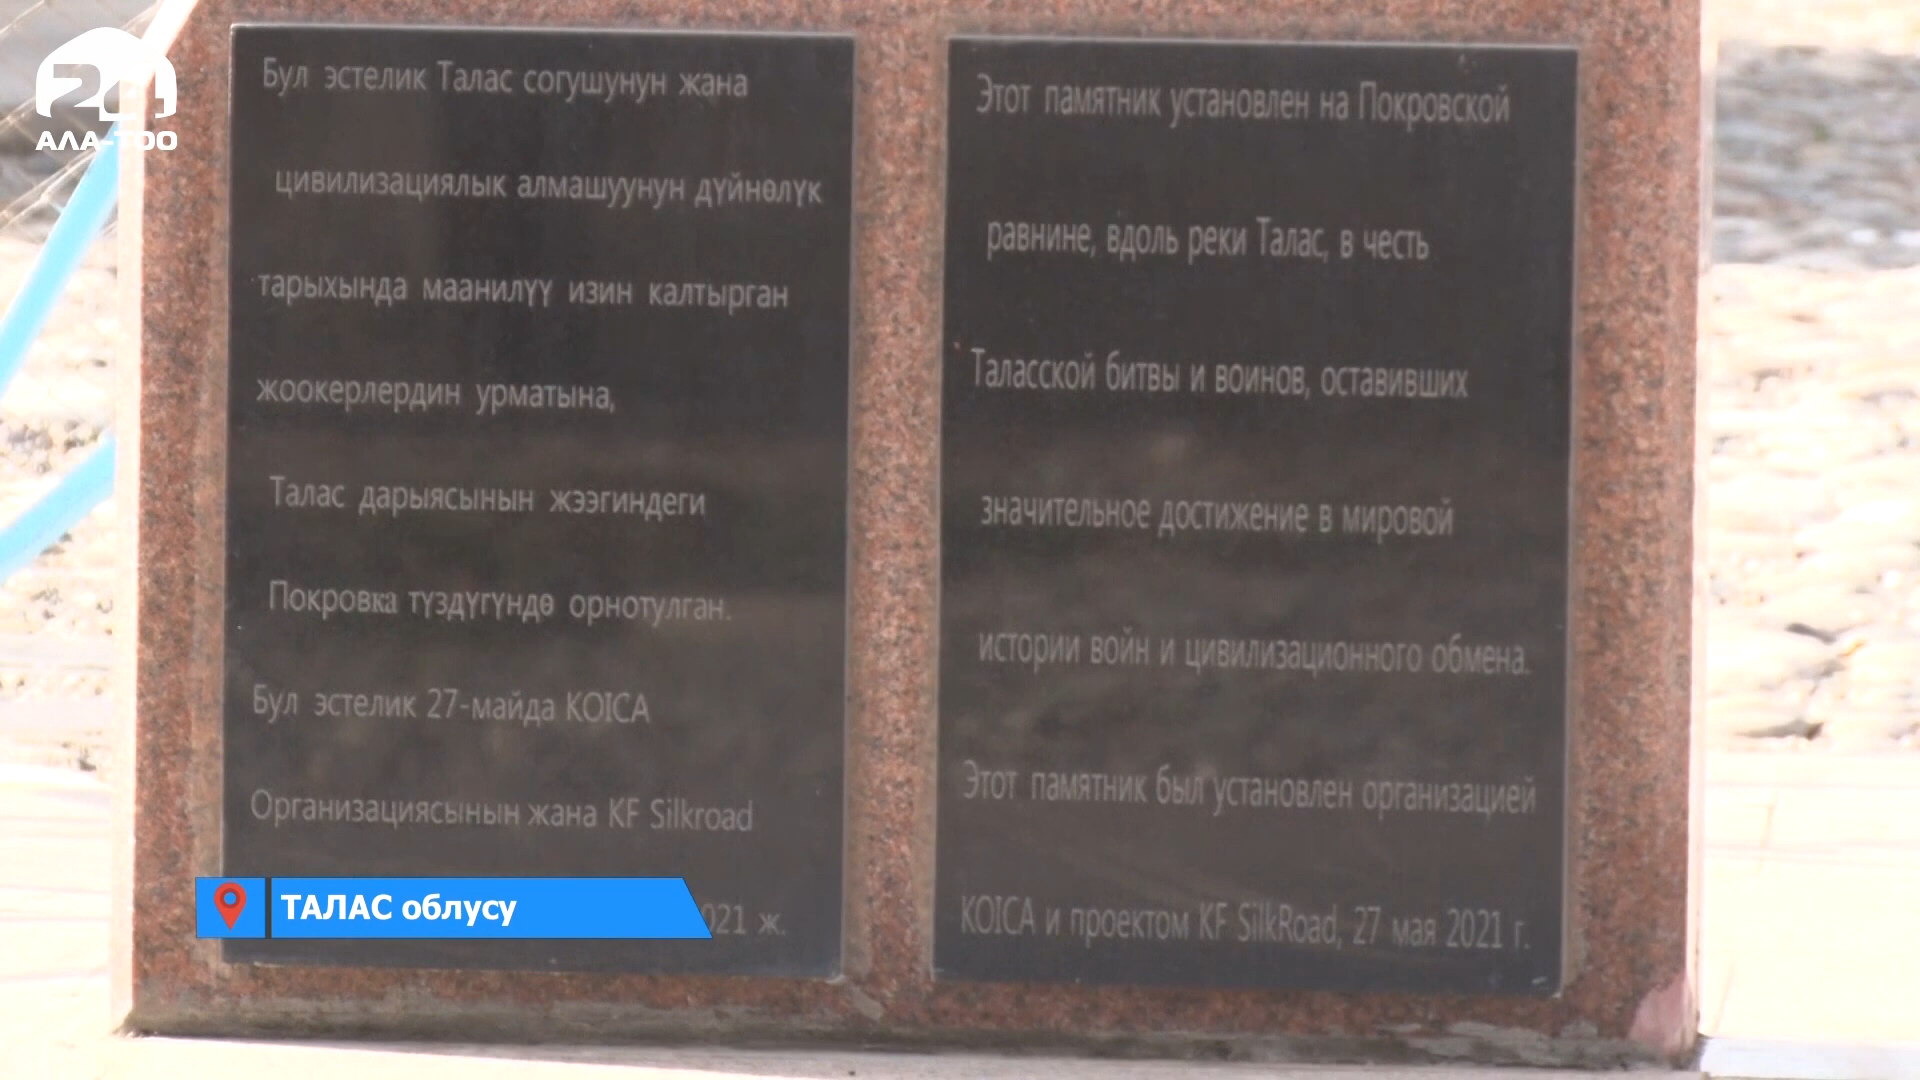 24
АЛА-ТОО
Бул эстелик Талас согушунун жана
цивилизациялык алмашуунун дүйнөлүк
тарыхында маанилүү изин калтырган
жоокерлердин урматына,
Талас дарыясынын жээгиндеги
Покровка түздүгүндө орнотулган.
Бул эстелик 27-майда KOICA
Организациясынын жана KF Silkroad
021 ж.
Этот памятник установлен на Покровской
равнине, вдоль реки Талас, в честь
Таласской битвы и воинов, оставивших
значительное достижение в мировой
истории войн и цивилизационного обмена.
Этот памятник был установлен организацией
KOICA и проектом KF SilkRoad, 27 мая 2021 г.
ТАЛАС облусу